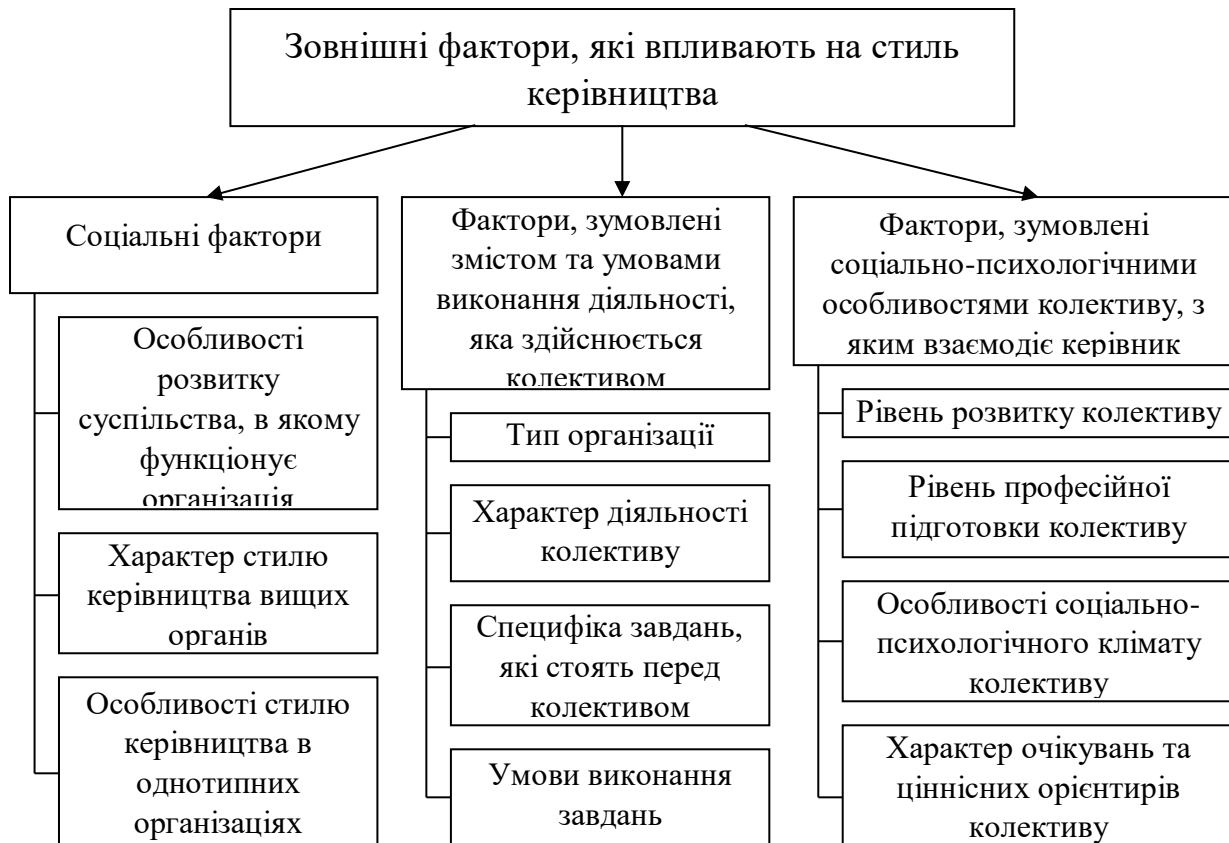 Зовнішні фактори, які впливають на стиль
керівництва
Соціальні фактори
Особливості
розвитку
суспільства, в якому
функціонує
організація
Характер стилю
керівництва вищих
органів
Особливості стилю
керівництва в
однотипних
організаціях
Фактори, зумовлені
змістом та умовами
виконання діяльності,
яка здійснюється
колективом
Тип організації
Характер діяльності
колективу
Специфіка завдань,
які стоять перед
колективом
Умови виконання
завдань
Фактори, зумовлені
соціально-психологічними
особливостями колективу, з
яким взаємодіє керівник
Рівень розвитку колективу
Рівень професійної
підготовки колективу
Особливості соціально-
психологічного клімату
колективу
Характер очікувань та
ціннісних орієнтирів
колективу